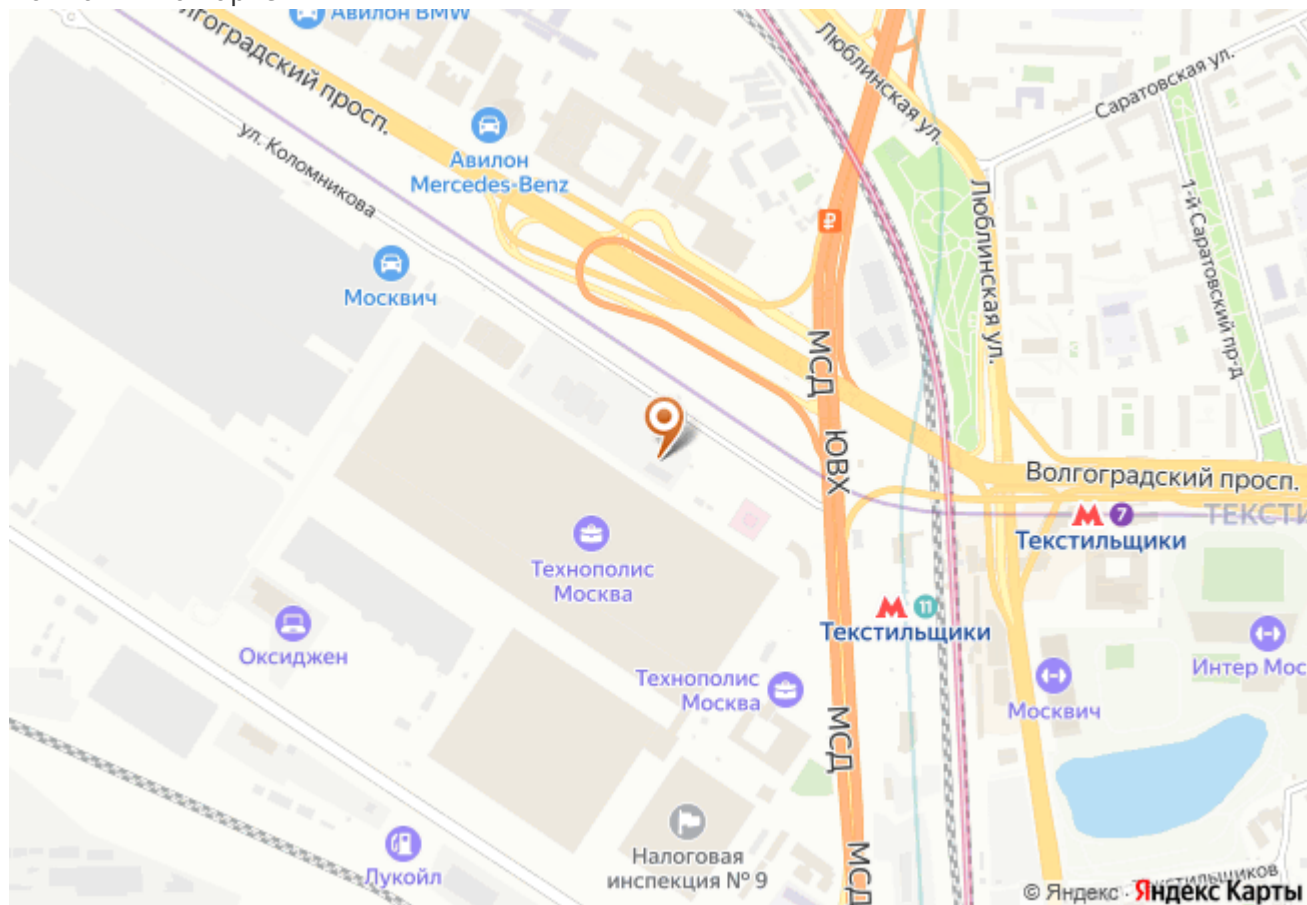 Авилон BMW
Волгоградский просп.
Люблинская ул.
Саратовская ул.
ул. Коломникова
Авилон
Mercedes-Benz
1-й Саратовский пр-д
Люблинская ул.
Москвич
МСД
ЮВХ
Волгоградский просп.
7
Текстильщики
Технополис
Москва
11
Текстильщики
Оксиджен
Интер Мос
Технополис
Москва
Москвич
МСД
Налоговая
инспекция № 9
Лукойл
МСД
© Яндекс · Яндекс Карты